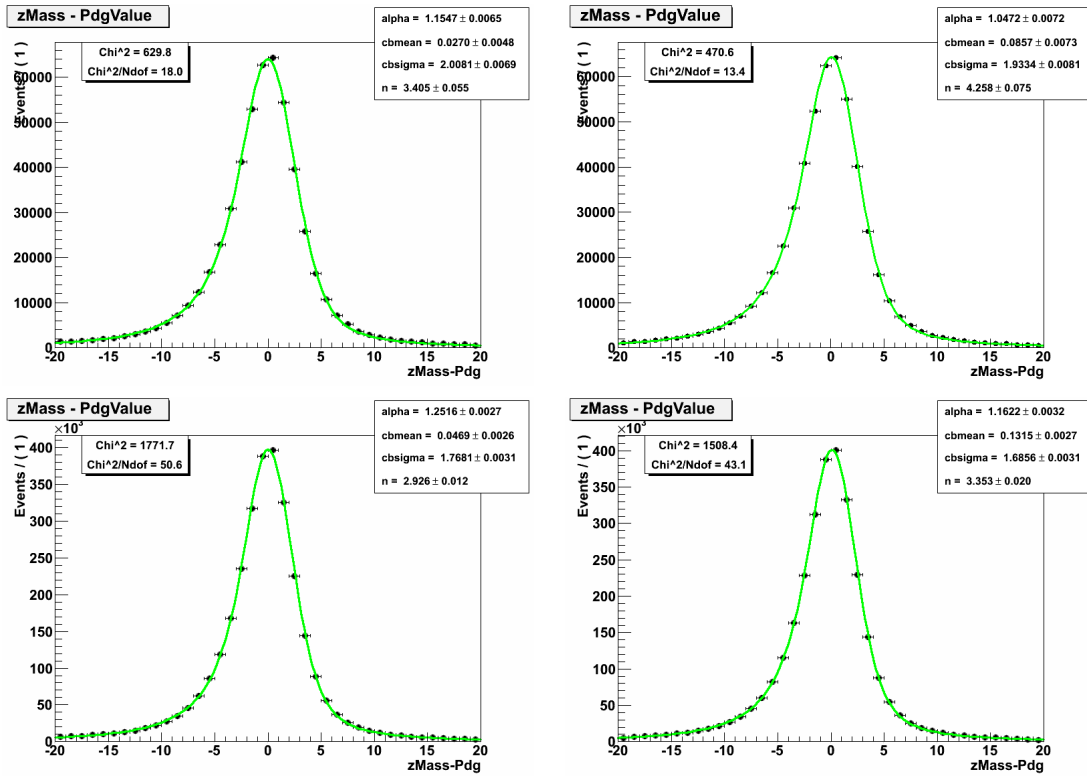 zMass - PdgValue
alpha = 1.1547 ± 0.0065
cbmean = 0.0270 ± 0.0048
cbsigma = 2.0081 ± 0.0069
n = 3.405 ± 0.055
Chi^2 = 629.8
Chi^2/Ndof = 18.0
Events / ( 1 )
60000
50000
40000
30000
20000
10000
0
-20 -15 -10 -5 0 5 10 15 20
zMass-Pdg
zMass - PdgValue
alpha = 1.0472 ± 0.0072
cbmean = 0.0857 ± 0.0073
cbsigma = 1.9334 ± 0.0081
n = 4.258 ± 0.075
Chi^2 = 470.6
Chi^2/Ndof = 13.4
Events / ( 1 )
60000
50000
40000
30000
20000
10000
0
-20 -15 -10 -5 0 5 10 15 20
zMass-Pdg
zMass - PdgValue
alpha = 1.2516 ± 0.0027
cbmean = 0.0469 ± 0.0026
cbsigma = 1.7681 ± 0.0031
n = 2.926 ± 0.012
×10³
Chi^2 = 1771.7
Chi^2/Ndof = 50.6
Events / ( 1 )
400
350
300
250
200
150
100
50
0
-20 -15 -10 -5 0 5 10 15 20
zMass-Pdg
zMass - PdgValue
alpha = 1.1622 ± 0.0032
cbmean = 0.1315 ± 0.0027
cbsigma = 1.6856 ± 0.0031
n = 3.353 ± 0.020
×10³
Chi^2 = 1508.4
Chi^2/Ndof = 43.1
Events / ( 1 )
400
350
300
250
200
150
100
50
0
-20 -15 -10 -5 0 5 10 15 20
zMass-Pdg